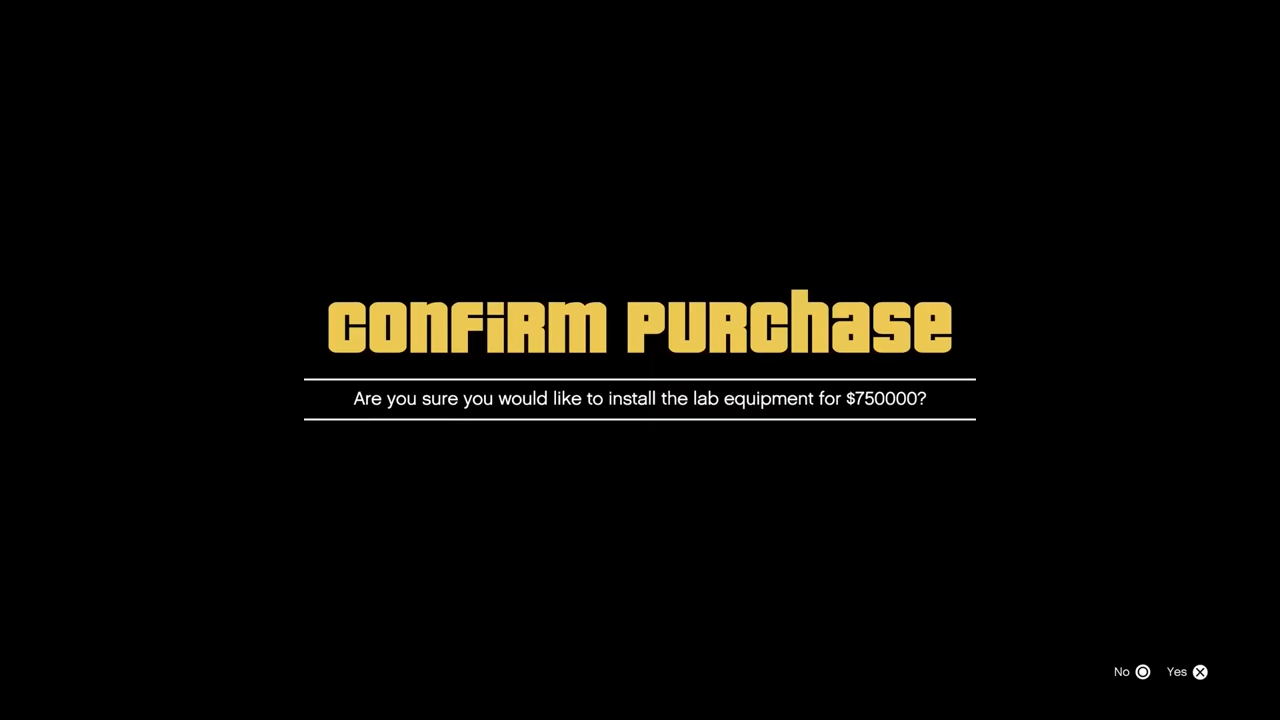 CONFIRM PURCHASE
Are you sure you would like to install the lab equipment for $750000?
No Yes